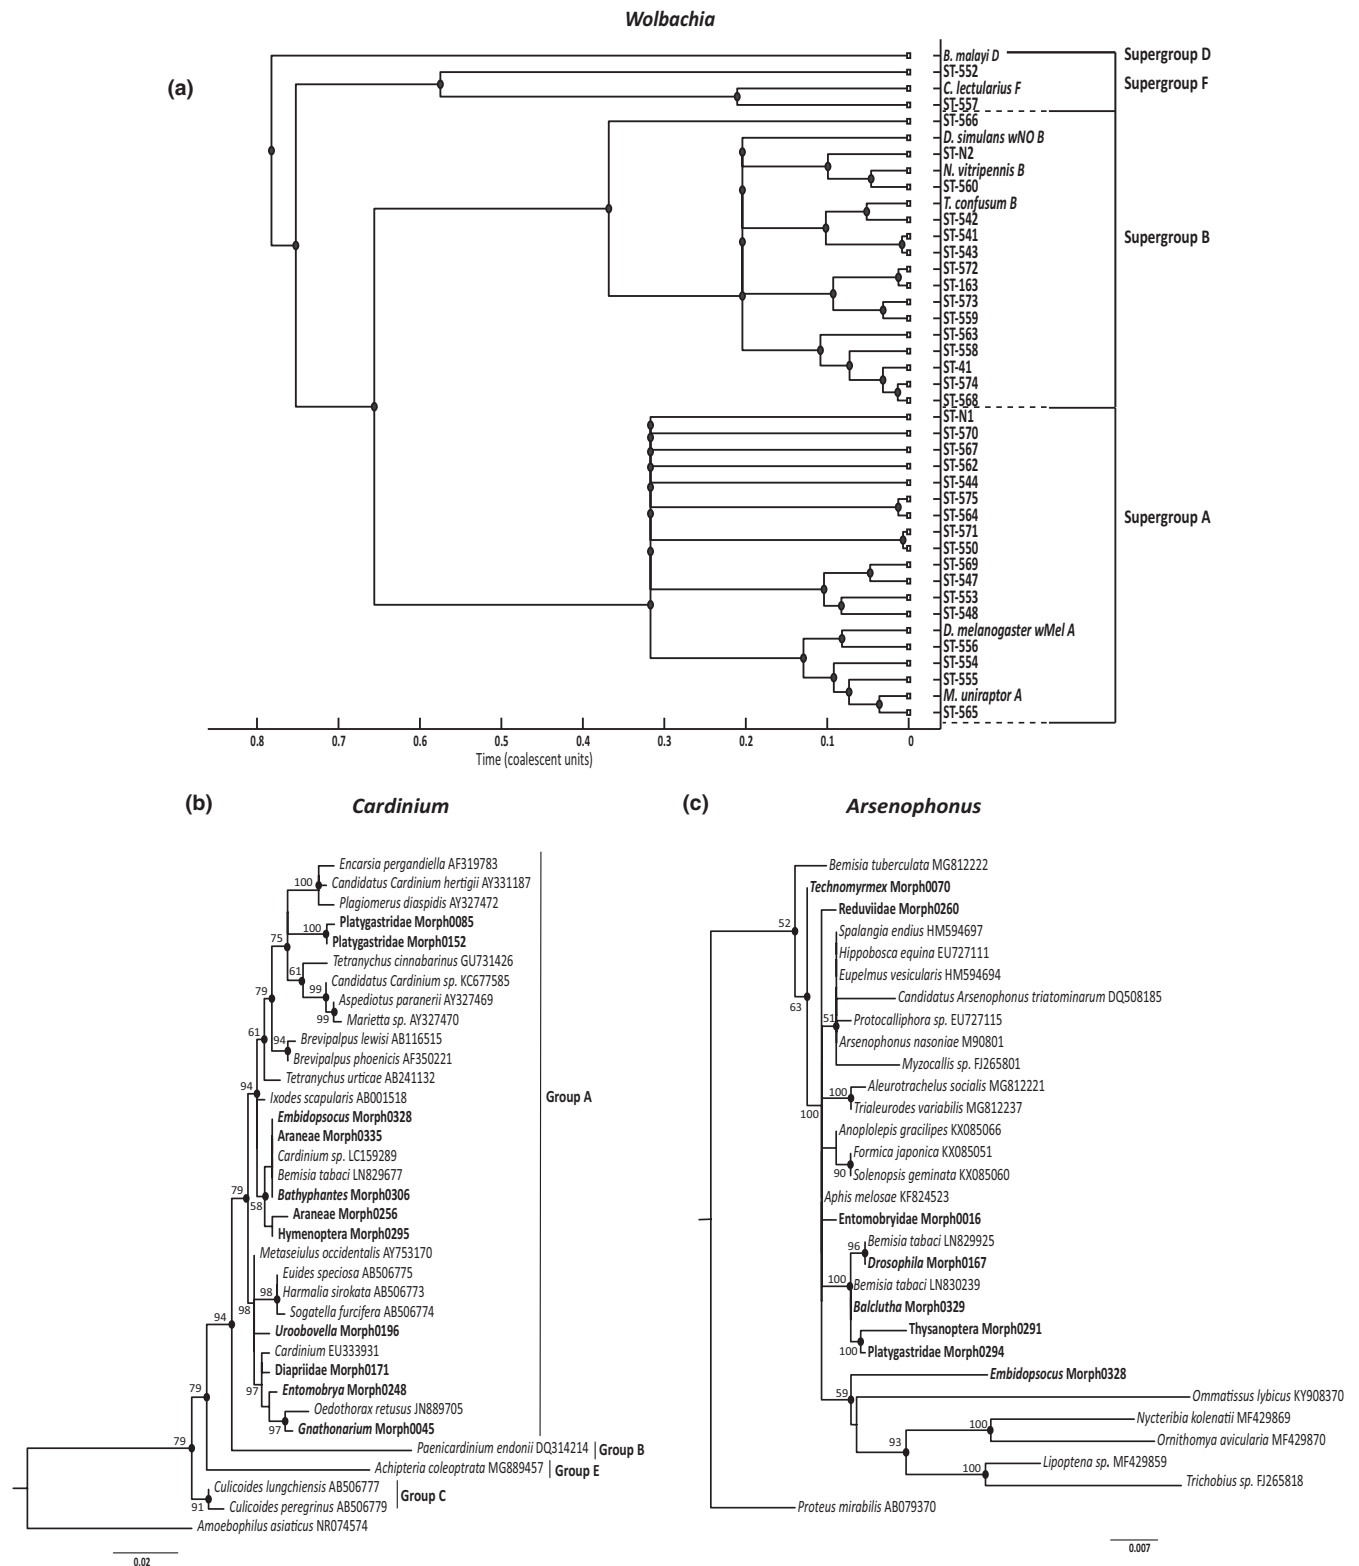 Wolbachia
(a)
B. malayi D
ST-552
C. lectularius F
ST-557
ST-566
D. simulans wNO B
ST-N2
N. vitripennis B
ST-560
T. confusum B
ST-542
ST-541
ST-543
ST-572
ST-163
ST-573
ST-559
ST-563
ST-558
ST-41
ST-574
ST-568
ST-N1
ST-570
ST-567
ST-562
ST-544
ST-575
ST-564
ST-571
ST-550
ST-569
ST-547
ST-553
ST-548
D. melanogaster wMel A
ST-556
ST-554
ST-555
M. uniraptor A
ST-565
Supergroup D
Supergroup F
Supergroup B
Supergroup A
0.8 0.7 0.6 0.5 0.4 0.3 0.2 0.1 0
Time (coalescent units)
(b)
Cardinium
Encarsia pergandiella AF319783
100 Candidatus Cardinium hertigii AY331187
Plagiomerus diaspidis AY327472
Platygastridae Morph0085
100
Platygastridae Morph0152
75
Tetranychus cinnabarinus GU731426
61
Candidatus Cardinium sp. KC677585
99
Aspediotus paranerii AY327469
79
99 Marietta sp. AY327470
61
94 Brevipalpus lewisi AB116515
Brevipalpus phoenicis AF350221
Tetranychus urticae AB241132
94
Ixodes scapularis AB001518
Embidopsocus Morph0328
Araneae Morph0335
Cardinium sp. LC159289
Bemisia tabaci LN829677
79
Bathyphantes Morph0306
58
Araneae Morph0256
Hymenoptera Morph0295
Metaseiulus occidentalis AY753170
Euides speciosa AB506775
98 Harmalia sirokata AB506773
98 Sogatella furcifera AB506774
94
Uroobovella Morph0196
Cardinium EU333931
Diapriidae Morph0171
97
Entomobrya Morph0248
Oedothorax retusus JN889705
97 Gnathonarium Morph0045
79
79
Paenicardinium endonii DQ314214
Achipteria coleoptrata MG889457
Culicoides lungchiensis AB506777
91 Culicoides peregrinus AB506779
Amoebophilus asiaticus NR074574
Group A
Group B
Group E
Group C
0.02
(c)
Arsenophonus
Bemisia tuberculata MG812222
Technomyrmex Morph0070
Reduviidae Morph0260
52
Spalangia endius HM594697
Hippobosca equina EU727111
Eupelmus vesicularis HM594694
Candidatus Arsenophonus triatominarum DQ508185
63
51 Protocalliphora sp. EU727115
Arsenophonus nasoniae M90801
Myzocallis sp. FJ265801
Aleurotrachelus socialis MG812221
100
Trialeurodes variabilis MG812237
100
Anoplolepis gracilipes KX085066
Formica japonica KX085051
90 Solenopsis geminata KX085060
Aphis melosae KF824523
Entomobryidae Morph0016
Bemisia tabaci LN829925
96
Drosophila Morph0167
100 Bemisia tabaci LN830239
Balclutha Morph0329
Thysanoptera Morph0291
100 Platygastridae Morph0294
Embidopsocus Morph0328
59
Ommatissus lybicus KY908370
Nycteribia kolenatii MF429869
100
Ornithomya avicularia MF429870
93
Lipoptena sp. MF429859
100
Trichobius sp. FJ265818
Proteus mirabilis AB079370
0.007